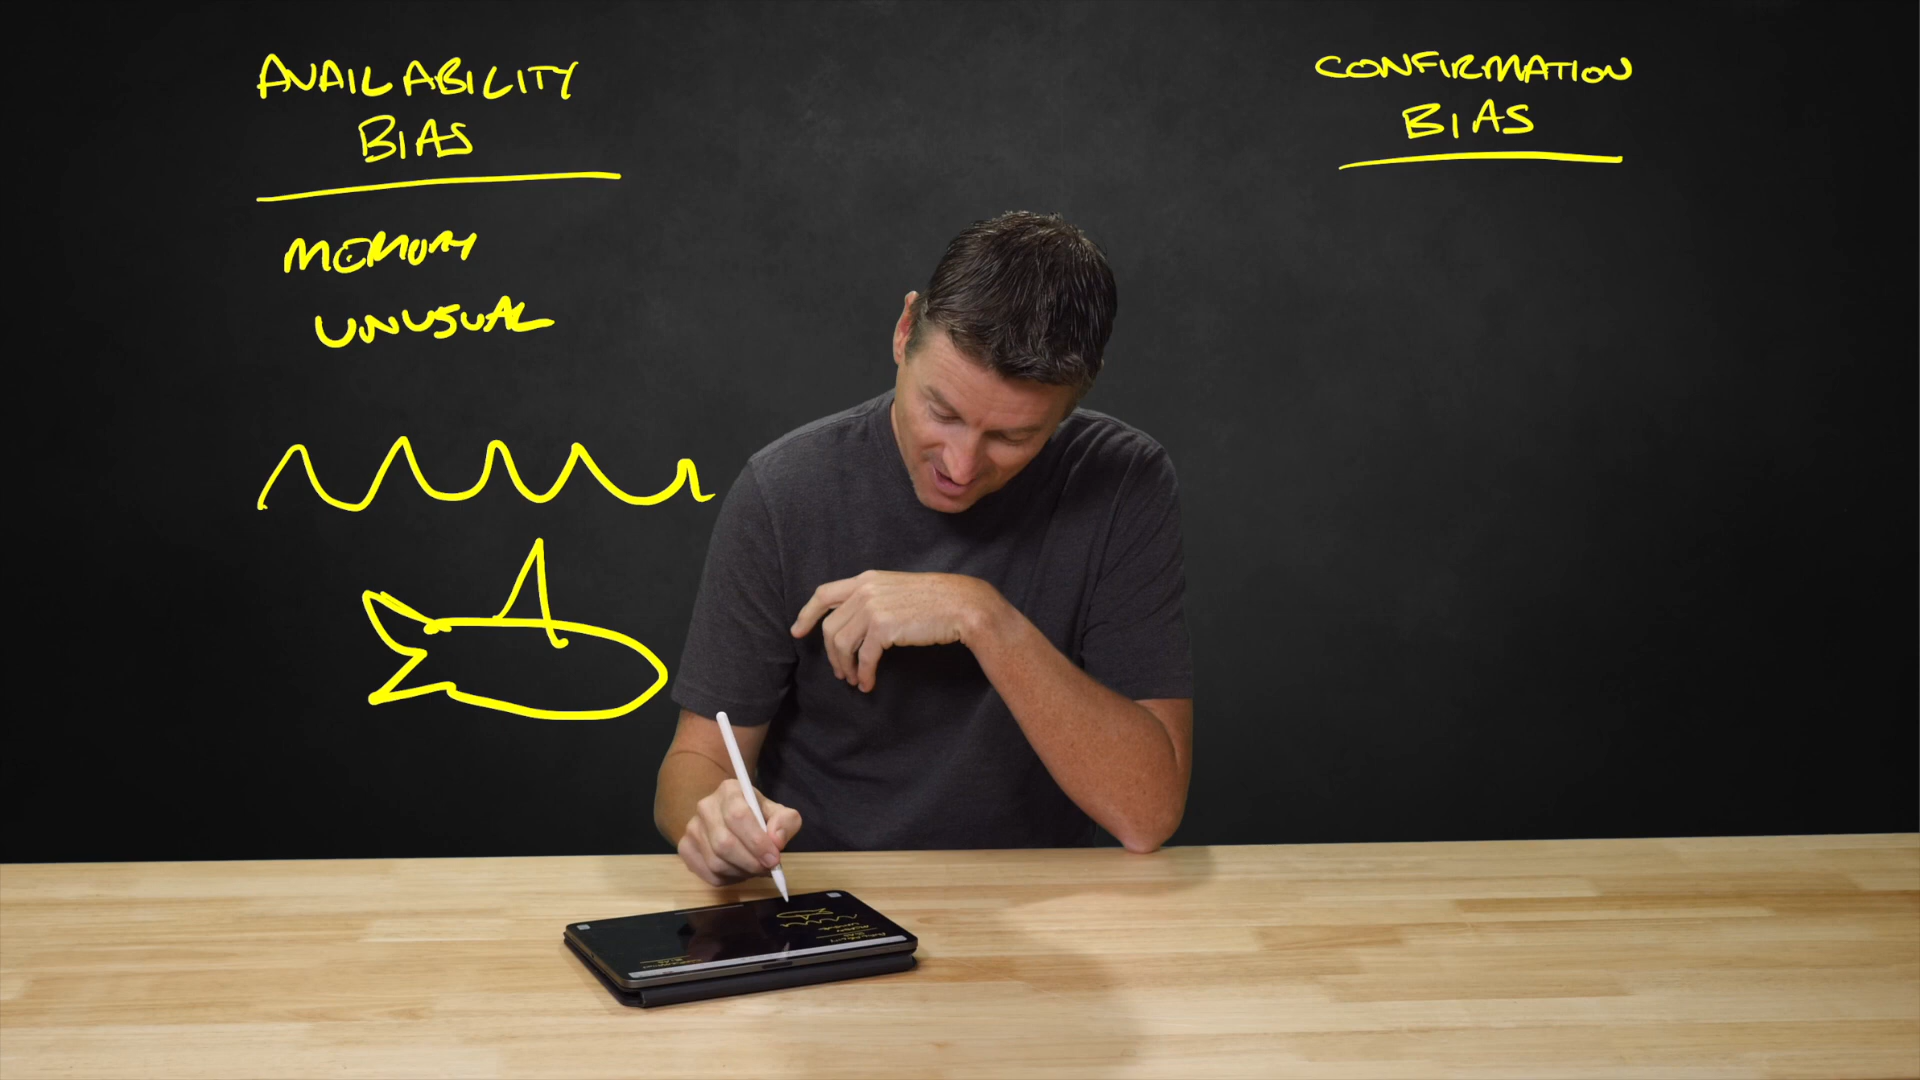 AVAILABILITY
BIAS
MEMORY
UNUSUAL
CONFIRMATION
BIAS